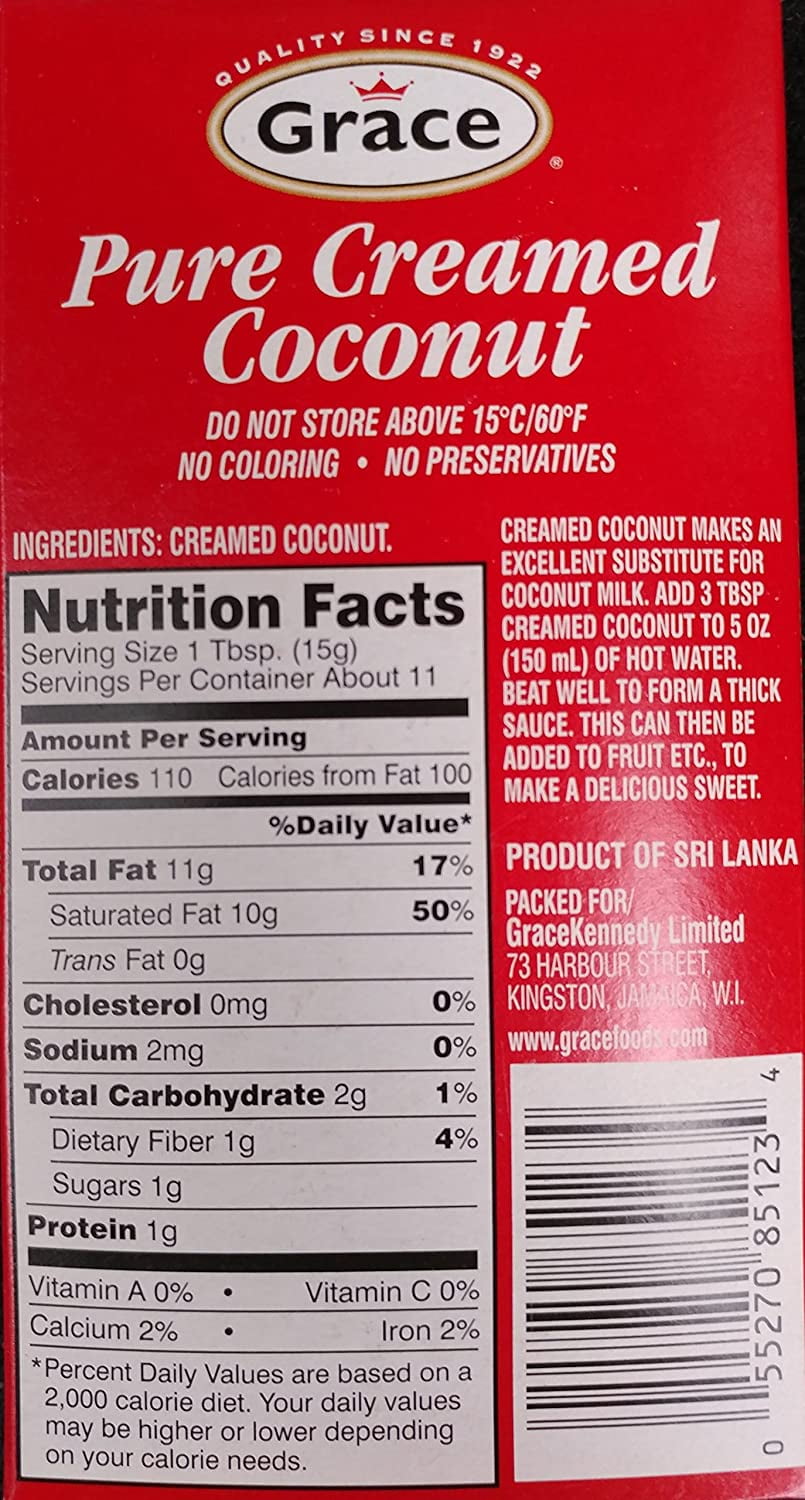 QUALITY SINCE 1922
Grace
®
Pure Creamed
Coconut
DO NOT STORE ABOVE 15°C/60°F
NO COLORING • NO PRESERVATIVES
INGREDIENTS: CREAMED COCONUT.
Nutrition Facts
Serving Size 1 Tbsp. (15g)
Servings Per Container About 11
Amount Per Serving
Calories 110 Calories from Fat 100
%Daily Value*
Total Fat 11g 17%
Saturated Fat 10g 50%
Trans Fat 0g
Cholesterol 0mg 0%
Sodium 2mg 0%
Total Carbohydrate 2g 1%
Dietary Fiber 1g 4%
Sugars 1g
Protein 1g
Vitamin A 0% • Vitamin C 0%
Calcium 2% • Iron 2%
*Percent Daily Values are based on a
2,000 calorie diet. Your daily values
may be higher or lower depending
on your calorie needs.
CREAMED COCONUT MAKES AN
EXCELLENT SUBSTITUTE FOR
COCONUT MILK. ADD 3 TBSP
CREAMED COCONUT TO 5 OZ
(150 mL) OF HOT WATER.
BEAT WELL TO FORM A THICK
SAUCE. THIS CAN THEN BE
ADDED TO FRUIT ETC., TO
MAKE A DELICIOUS SWEET.
PRODUCT OF SRI LANKA
PACKED FOR/
GraceKennedy Limited
73 HARBOUR STREET,
KINGSTON, JAMAICA, W.I.
www.gracefoods.com
0 55270 85123 4